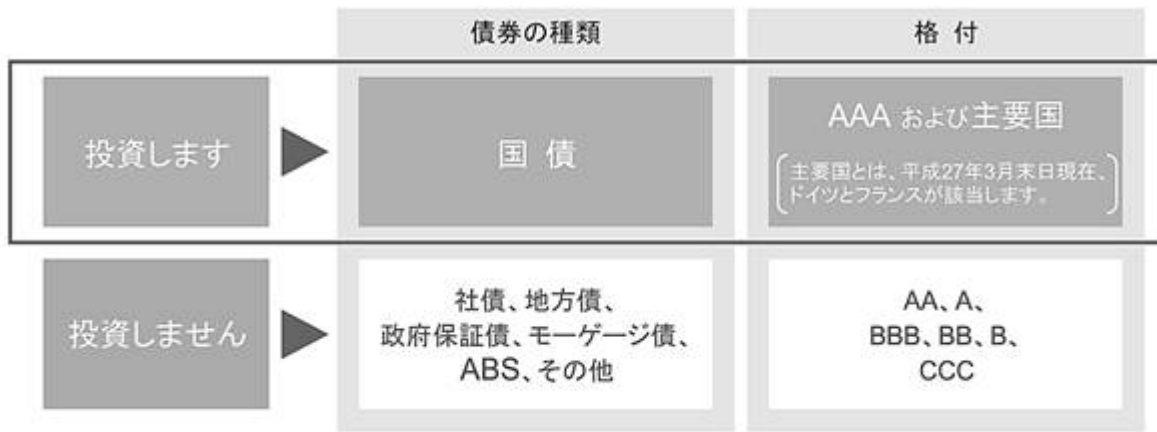 債券の種類
格 付
投資します
国 債
AAA および主要国
主要国とは、平成27年3月末日現在、
ドイツとフランスが該当します。
投資しません
社債、地方債、
政府保証債、モーゲージ債、
ABS、その他
AA、A、
BBB、BB、B、
CCC